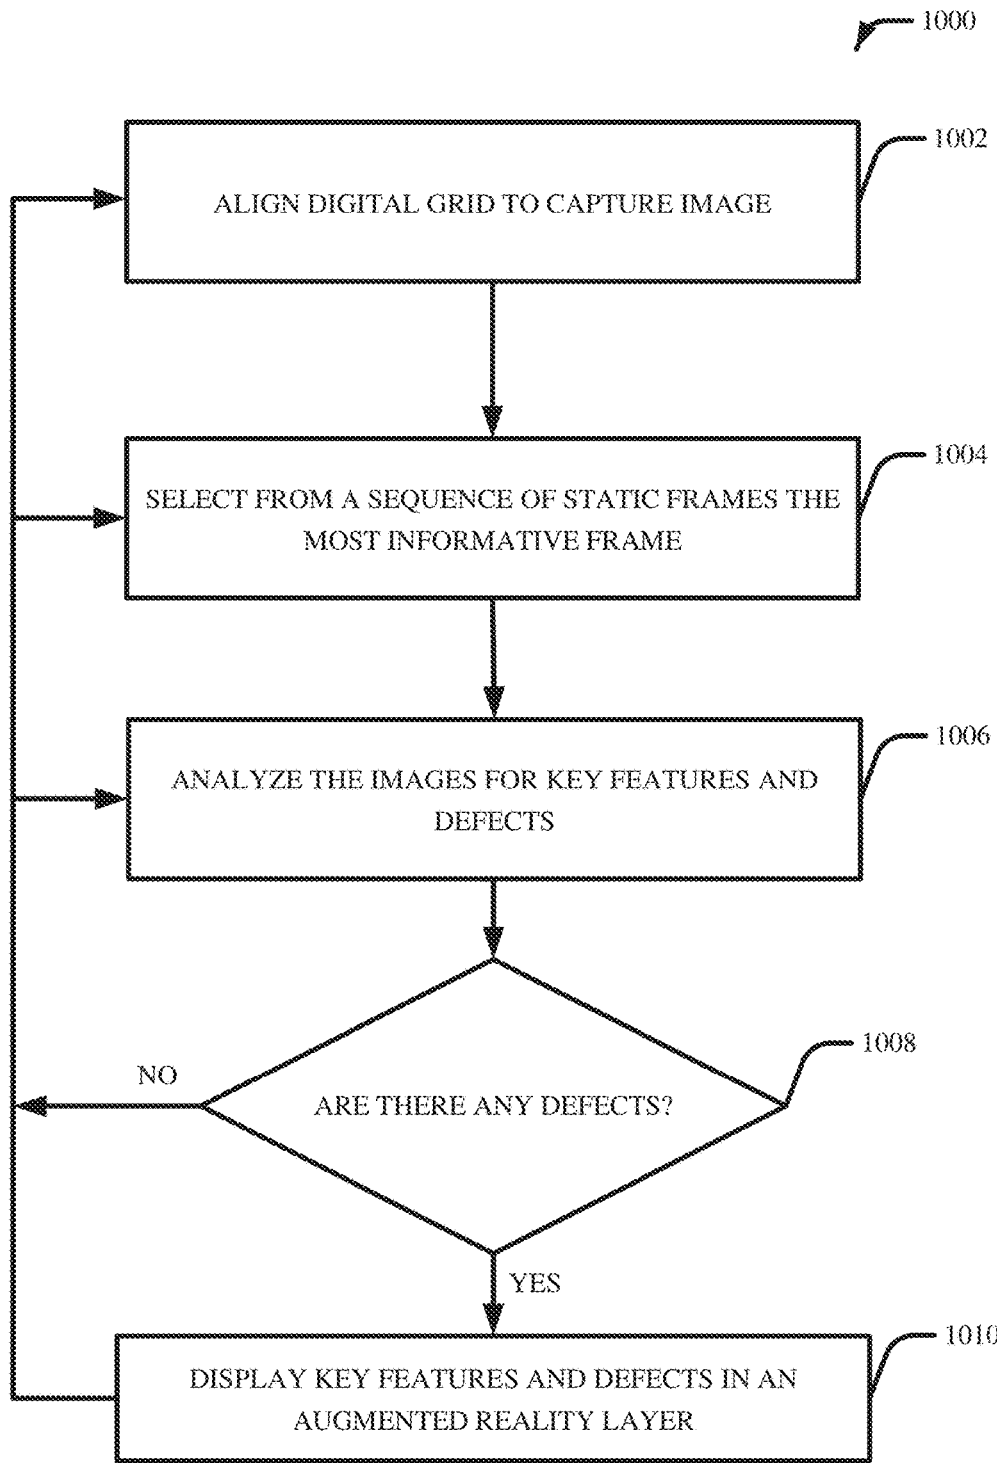 1000
1002
ALIGN DIGITAL GRID TO CAPTURE IMAGE
1004
SELECT FROM A SEQUENCE OF STATIC FRAMES THE
MOST INFORMATIVE FRAME
1006
ANALYZE THE IMAGES FOR KEY FEATURES AND
DEFECTS
1008
NO
ARE THERE ANY DEFECTS?
YES
1010
DISPLAY KEY FEATURES AND DEFECTS IN AN
AUGMENTED REALITY LAYER